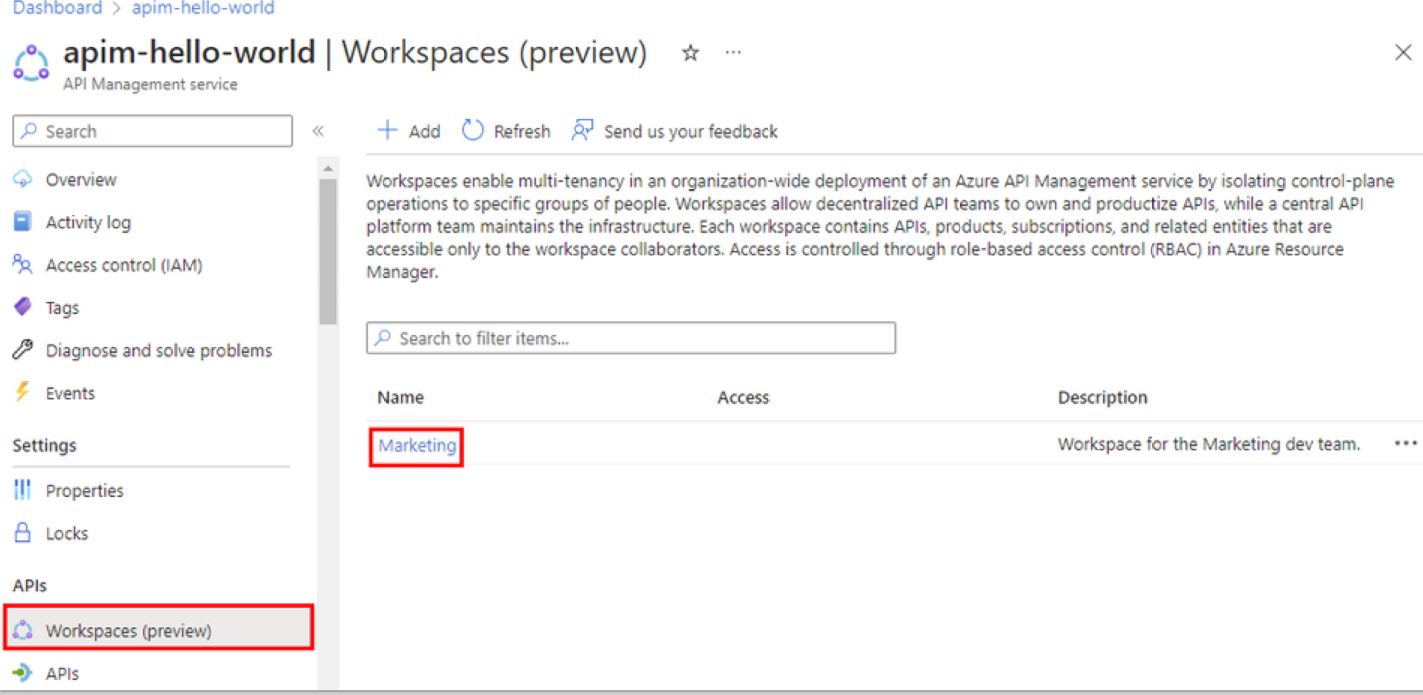 Dashboard > apim-hello-world
apim-hello-world | Workspaces (preview)
API Management service
Search
Overview
Activity log
Access control (IAM)
Tags
Diagnose and solve problems
Events
Settings
Properties
Locks
APIs
Workspaces (preview)
APIs
Add Refresh Send us your feedback
Workspaces enable multi-tenancy in an organization-wide deployment of an Azure API Management service by isolating control-plane
operations to specific groups of people. Workspaces allow decentralized API teams to own and productize APIs, while a central API
platform team maintains the infrastructure. Each workspace contains APIs, products, subscriptions, and related entities that are
accessible only to the workspace collaborators. Access is controlled through role-based access control (RBAC) in Azure Resource
Manager.
Search to filter items...
Name Access Description
Marketing Workspace for the Marketing dev team.